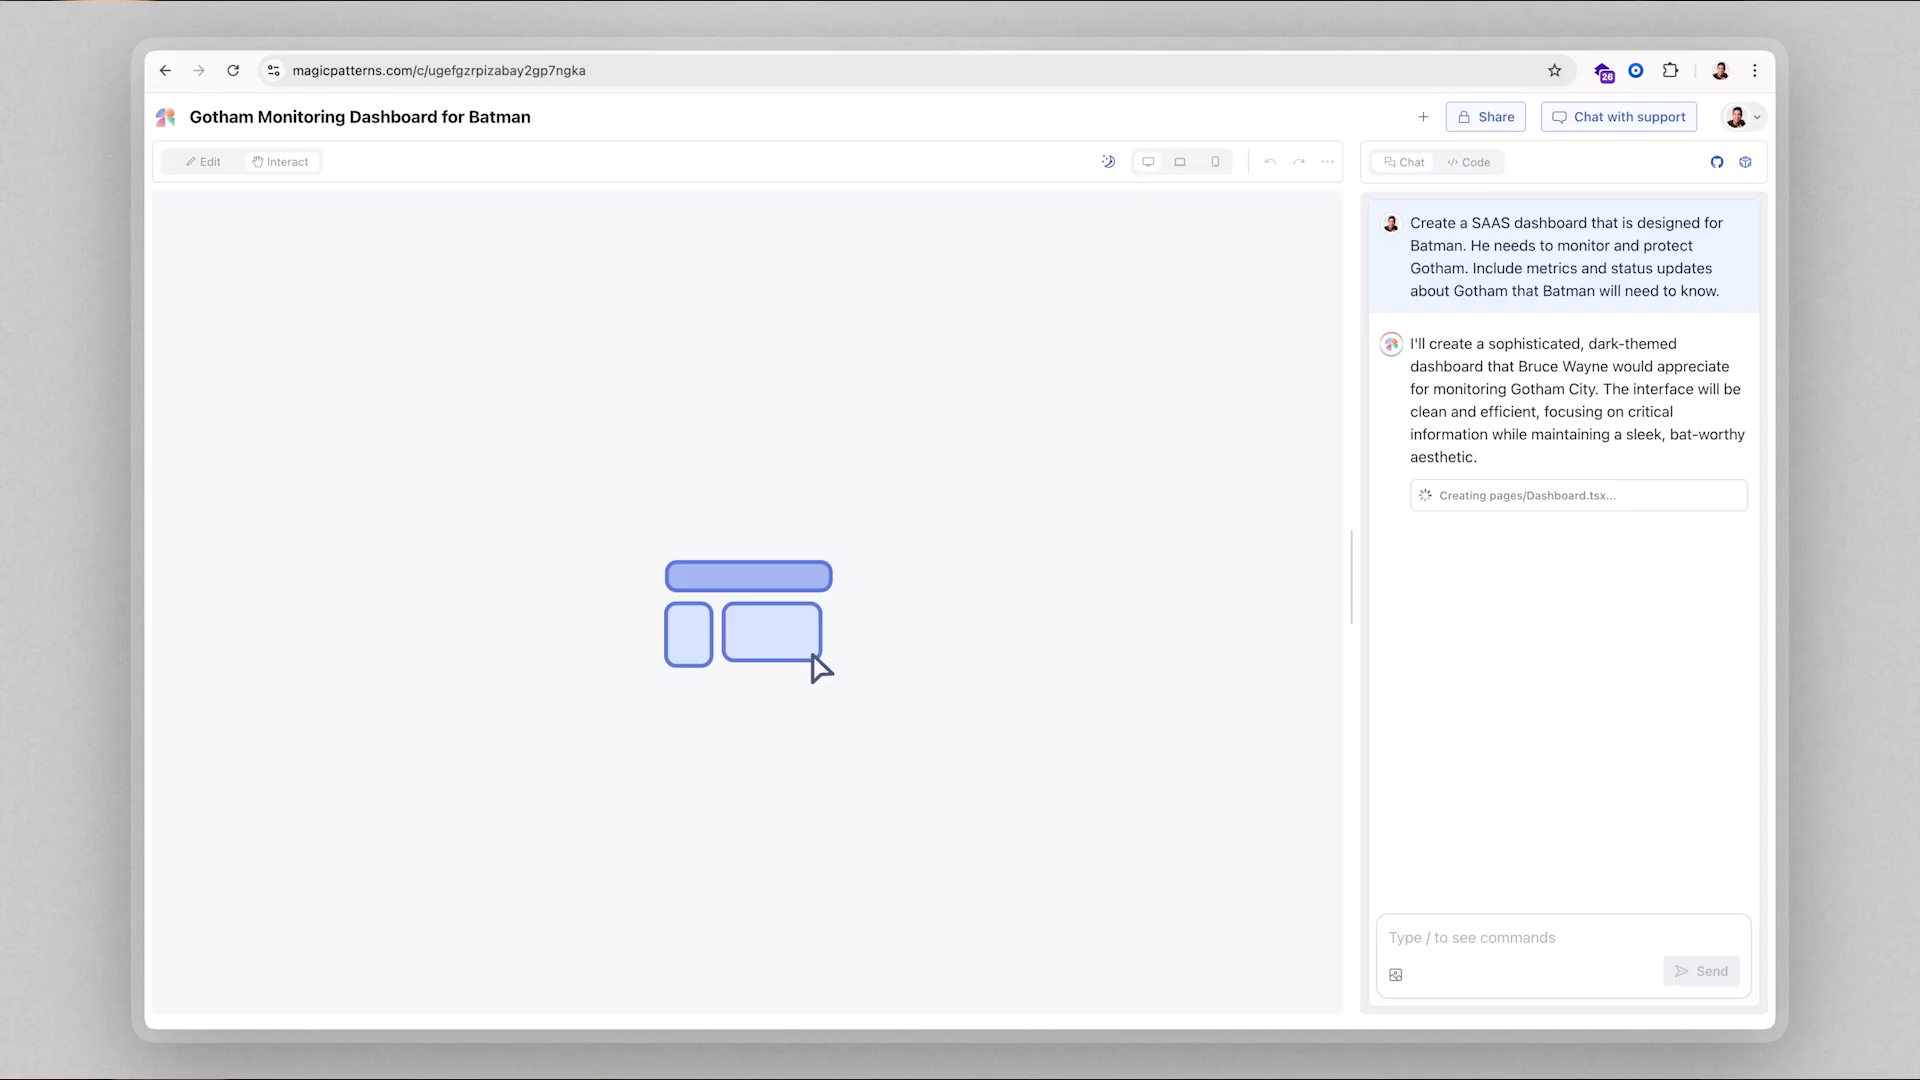 magicpatterns.com/c/ugefgzrpizabay2gp7ngka
26
Gotham Monitoring Dashboard for Batman
Share
Chat with support
Edit
Interact
Chat
Code
Create a SAAS dashboard that is designed for
Batman. He needs to monitor and protect
Gotham. Include metrics and status updates
about Gotham that Batman will need to know.
I'll create a sophisticated, dark-themed
dashboard that Bruce Wayne would appreciate
for monitoring Gotham City. The interface will be
clean and efficient, focusing on critical
information while maintaining a sleek, bat-worthy
aesthetic.
Creating pages/Dashboard.tsx...
Type / to see commands
Send